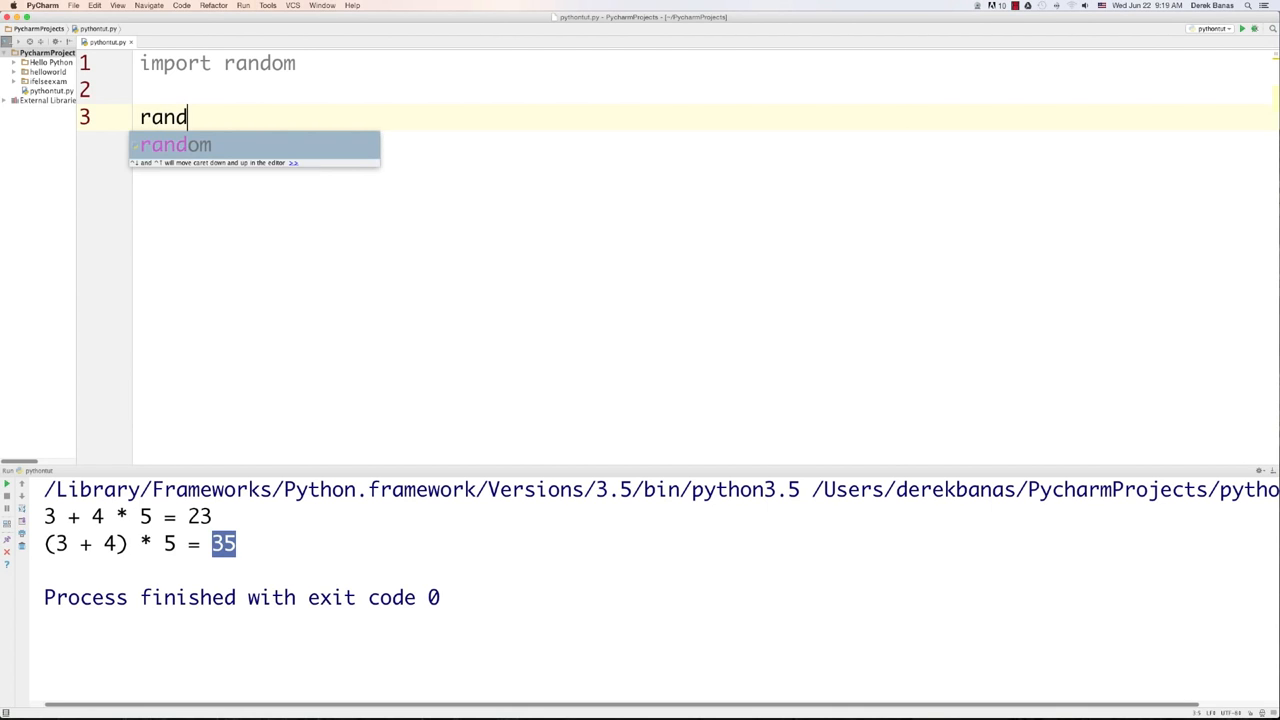 PyCharm File Edit View Navigate Code Refactor Run Tools VCS Window Help 10 Wed Jun 22 9:19 AM Derek Banas
pythontut.py - PycharmProjects - [~/PycharmProjects]
PycharmProjects pythontut.py pythontut
pythontut.py
PycharmProject
Hello Python
helloworld
ifelseexam
pythontut.py
External Librarie
1 import random
2
3 rand
random
^↓ and ^↑ will move caret down and up in the editor >>
Run pythontut
/Library/Frameworks/Python.framework/Versions/3.5/bin/python3.5 /Users/derekbanas/PycharmProjects/pytho
3 + 4 * 5 = 23
(3 + 4) * 5 = 35
Process finished with exit code 0
3:5 LF≑ UTF-8≑